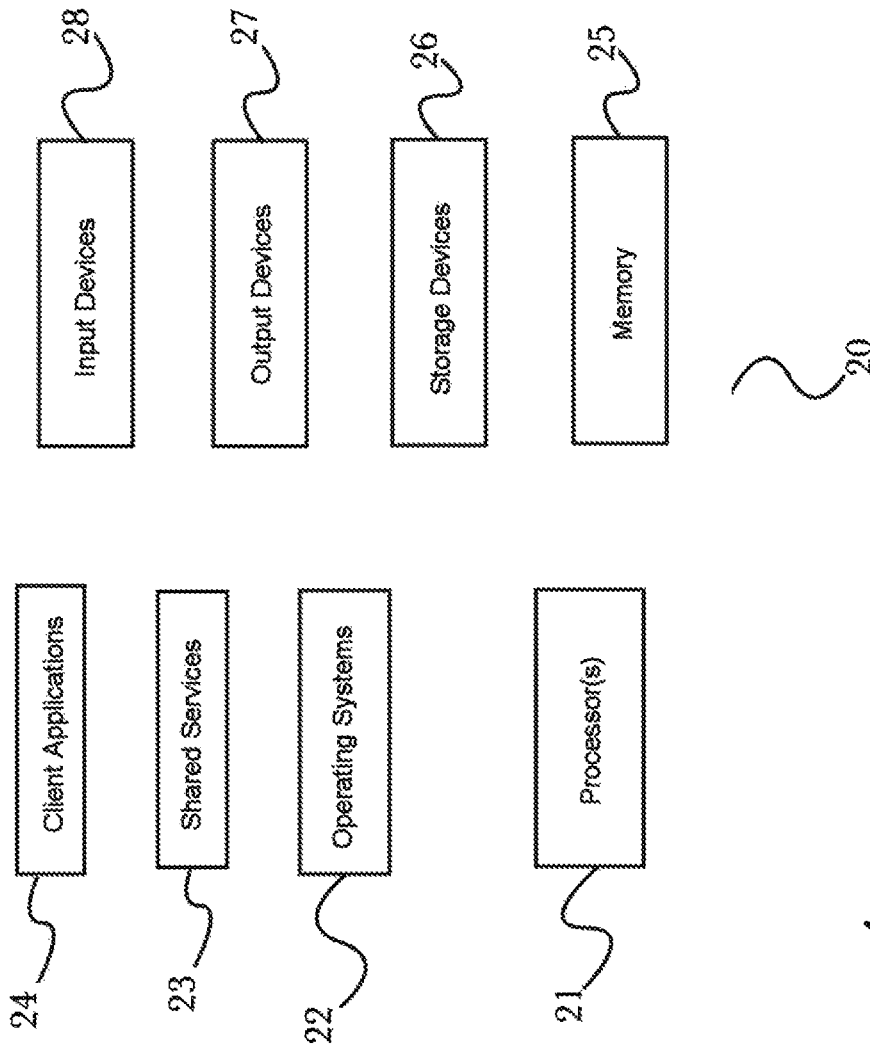 24
Client Applications
23
Shared Services
22
Operating Systems
21
Processor(s)
Input Devices
28
Output Devices
27
Storage Devices
26
Memory
25
20